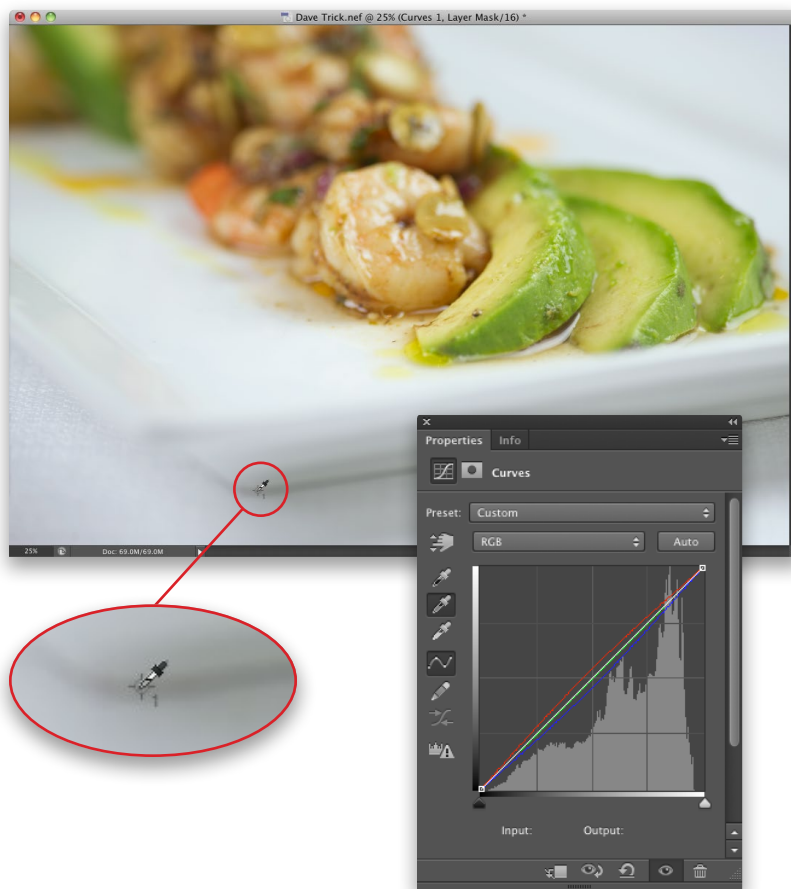 Dave Trick.nef @ 25% (Curves 1, Layer Mask/16) *
25%
Doc: 69.0M/69.0M
1
Properties Info
Curves
Preset: Custom
RGB Auto
Input: Output: